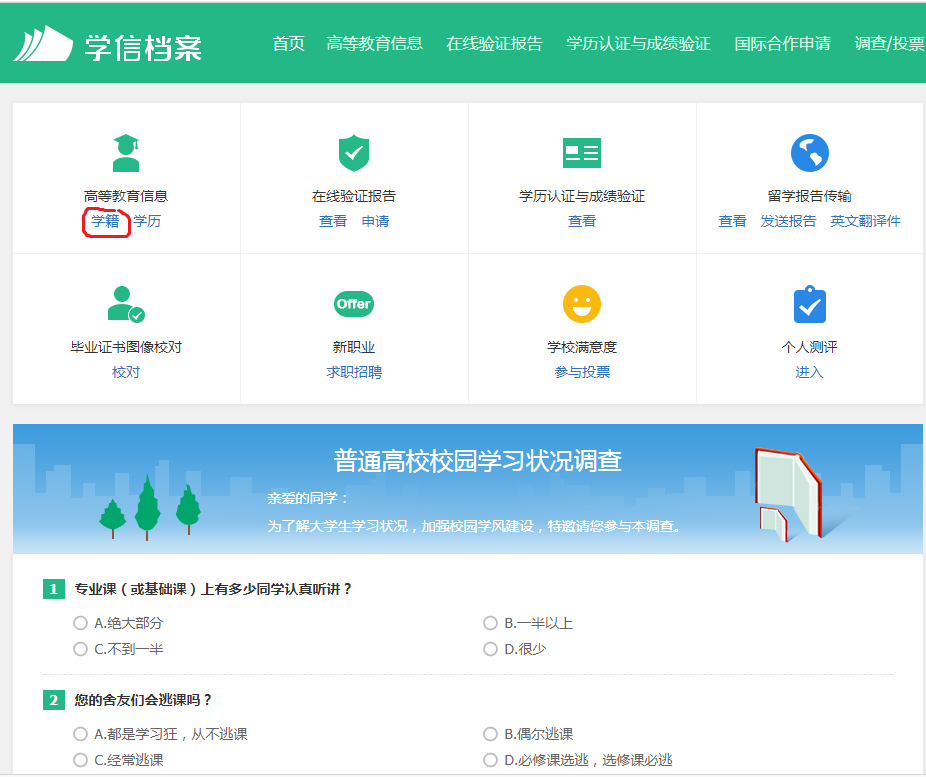 学信档案
首页 高等教育信息 在线验证报告 学历认证与成绩验证 国际合作申请 调查/投票
高等教育信息 在线验证报告 学历认证与成绩验证 留学报告传输
学籍 学历 查看 申请 查看 查看 发送报告 英文翻译件
Offer
毕业证书图像校对 新职业 学校满意度 个人测评
校对 求职招聘 参与投票 进入
普通高校校园学习状况调查
亲爱的同学：
为了解大学生学习状况，加强校园学风建设，特邀请您参与本调查。
1 专业课（或基础课）上有多少同学认真听讲？
A.绝大部分 B.一半以上
C.不到一半 D.很少
2 您的舍友们会逃课吗？
A.都是学习狂，从不逃课 B.偶尔逃课
C.经常逃课 D.必修课选逃，选修课必逃